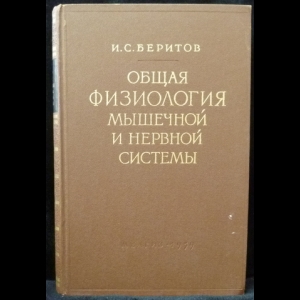 И.С.БЕРИТОВ
ОБЩАЯ
ФИЗИОЛОГИЯ
МЫШЕЧНОЙ
И НЕРВНОЙ
СИСТЕМЫ